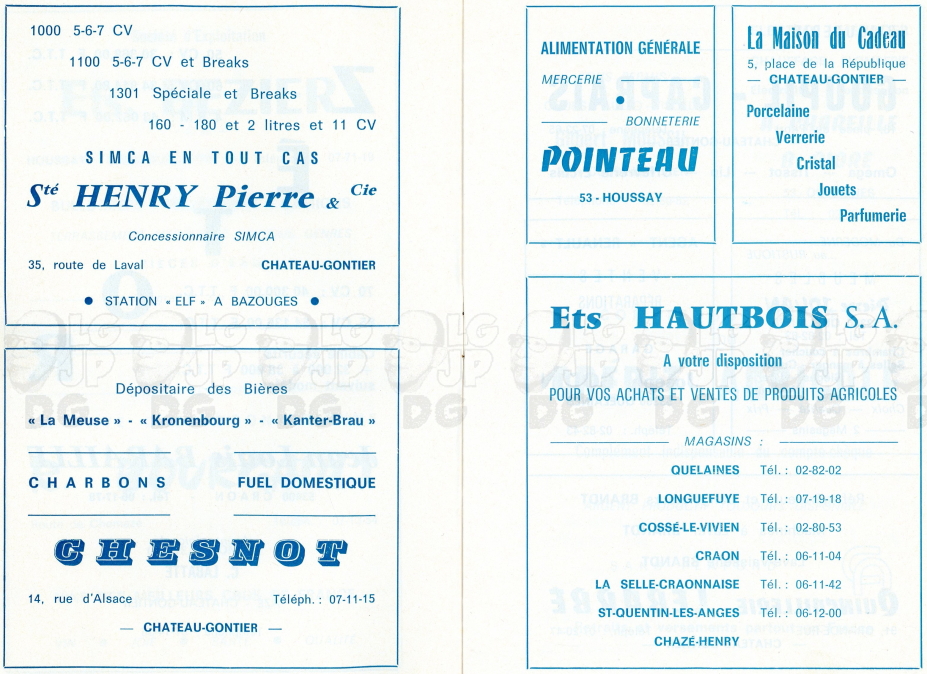 1000 5-6-7 CV
1100 5-6-7 CV et Breaks
1301 Spéciale et Breaks
160 - 180 et 2 litres et 11 CV
SIMCA EN TOUT CAS
Sté HENRY Pierre & Cie
Concessionnaire SIMCA
35, route de Laval CHATEAU-GONTIER
● STATION « ELF » A BAZOUGES ●
Dépositaire des Bières
« La Meuse » - « Kronenbourg » - « Kanter-Brau »
CHARBONS FUEL DOMESTIQUE
CHESNOT
14, rue d'Alsace Téléph. : 07-11-15
— CHATEAU-GONTIER —
ALIMENTATION GÉNÉRALE
MERCERIE
●
BONNETERIE
POINTEAU
53 - HOUSSAY
La Maison du Cadeau
5, place de la République
— CHATEAU-GONTIER —
Porcelaine
Verrerie
Cristal
Jouets
Parfumerie
Ets HAUTBOIS S. A.
A votre disposition
POUR VOS ACHATS ET VENTES DE PRODUITS AGRICOLES
MAGASINS :
QUELAINES Tél. : 02-82-02
LONGUEFUYE Tél. : 07-19-18
COSSÉ-LE-VIVIEN Tél. : 02-80-53
CRAON Tél. : 06-11-04
LA SELLE-CRAONNAISE Tél. : 06-11-42
ST-QUENTIN-LES-ANGES Tél. : 06-12-00
CHAZÉ-HENRY
LG JP DG